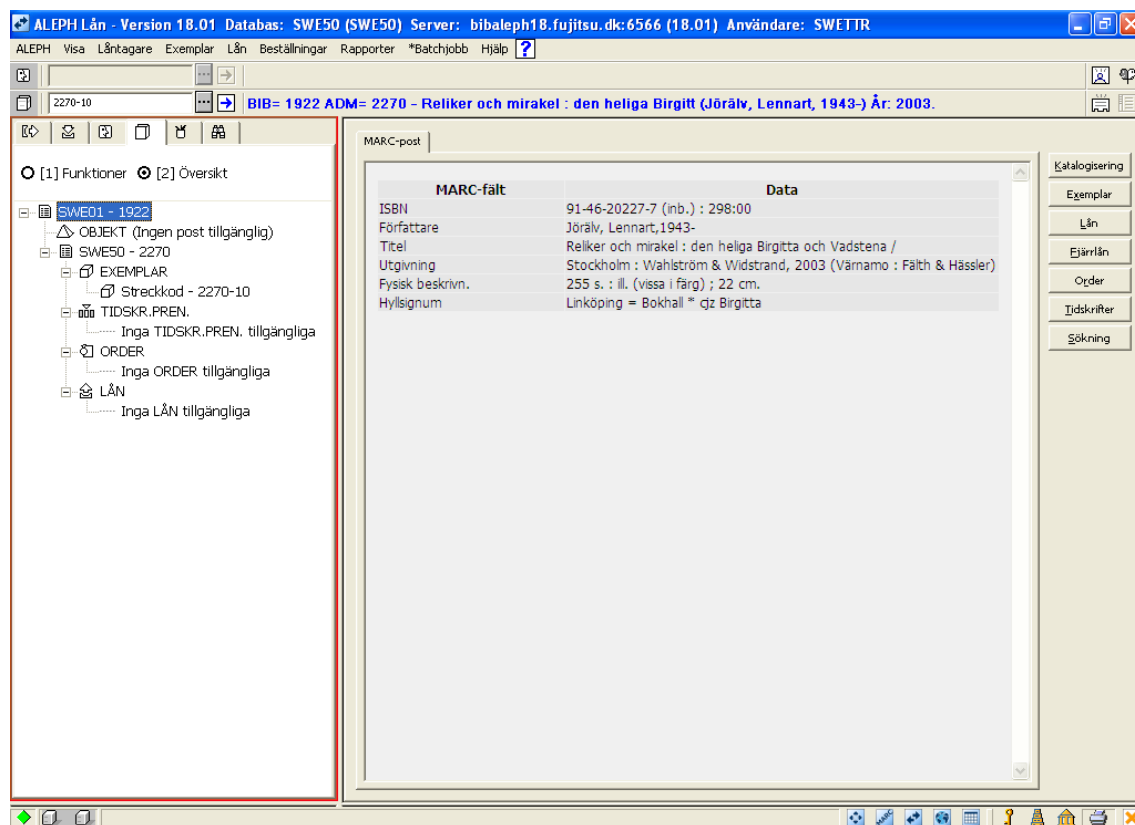 ALEPH Lån - Version 18.01 Databas: SWE50 (SWE50) Server: bibaleph18.fujitsu.dk:6566 (18.01) Användare: SWETTR
ALEPH Visa Låntagare Exemplar Lån Beställningar Rapporter *Batchjobb Hjälp ?
2270-10 BIB= 1922 ADM= 2270 - Reliker och mirakel : den heliga Birgitt (Jörälv, Lennart, 1943-) År: 2003.
[1] Funktioner [2] Översikt
SWE01 - 1922
OBJEKT (Ingen post tillgänglig)
SWE50 - 2270
EXEMPLAR
Streckkod - 2270-10
TIDSKR.PREN.
Inga TIDSKR.PREN. tillgängliga
ORDER
Inga ORDER tillgängliga
LÅN
Inga LÅN tillgängliga
MARC-post
MARC-fält Data
ISBN 91-46-20227-7 (inb.) : 298:00
Författare Jörälv, Lennart,1943-
Titel Reliker och mirakel : den heliga Birgitta och Vadstena /
Utgivning Stockholm : Wahlström & Widstrand, 2003 (Värnamo : Fälth & Hässler)
Fysisk beskrivn. 255 s. : ill. (vissa i färg) ; 22 cm.
Hyllsignum Linköping = Bokhall * cjz Birgitta
Katalogisering
Exemplar
Lån
Fjärrlån
Order
Tidskrifter
Sökning